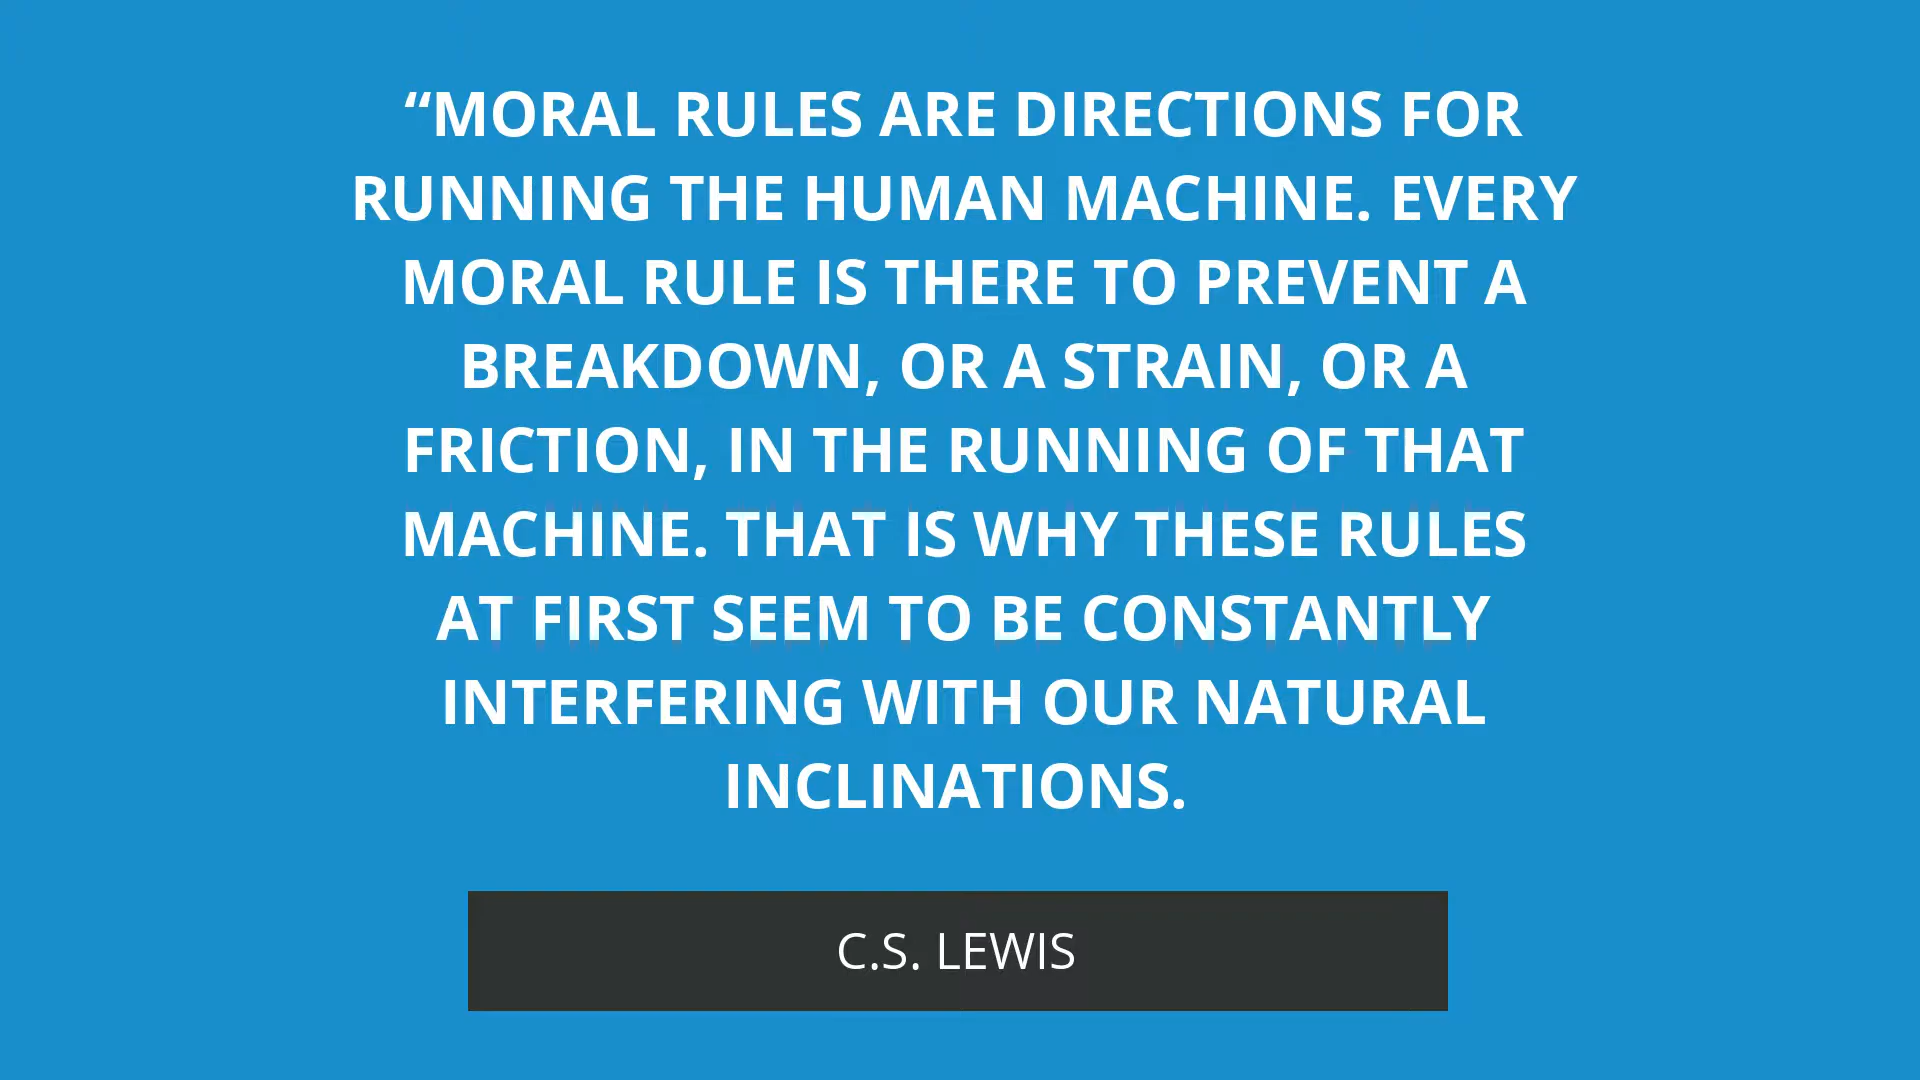 “MORAL RULES ARE DIRECTIONS FOR
RUNNING THE HUMAN MACHINE. EVERY
MORAL RULE IS THERE TO PREVENT A
BREAKDOWN, OR A STRAIN, OR A
FRICTION, IN THE RUNNING OF THAT
MACHINE. THAT IS WHY THESE RULES
AT FIRST SEEM TO BE CONSTANTLY
INTERFERING WITH OUR NATURAL
INCLINATIONS.
C.S. LEWIS